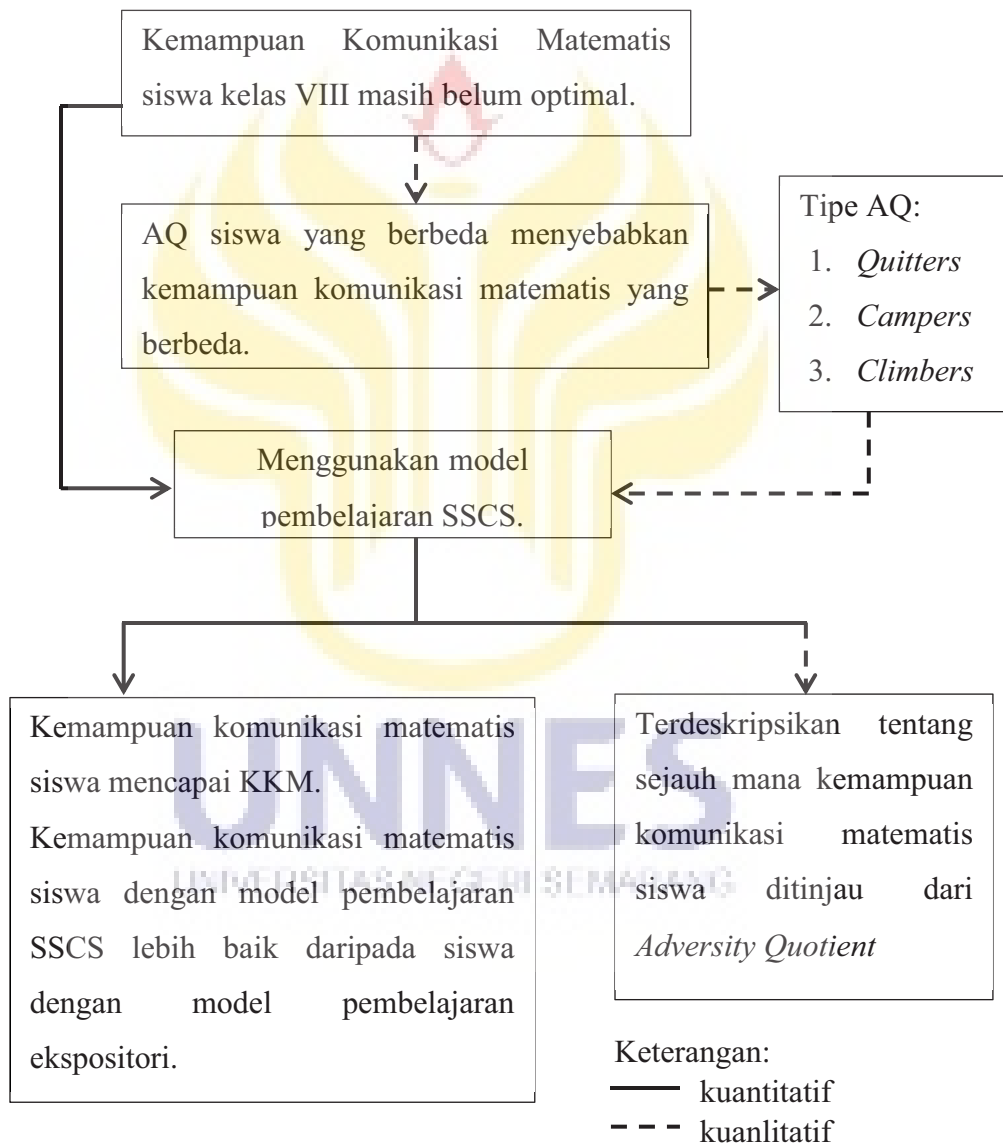 Kemampuan Komunikasi Matematis
siswa kelas VIII masih belum optimal.
AQ siswa yang berbeda menyebabkan
kemampuan komunikasi matematis yang
berbeda.
Tipe AQ:
1. Quitters
2. Campers
3. Climbers
Menggunakan model
pembelajaran SSCS.
Kemampuan komunikasi matematis
siswa mencapai KKM.
Kemampuan komunikasi matematis
siswa dengan model pembelajaran
SSCS lebih baik daripada siswa
dengan model pembelajaran
ekspositori.
Terdeskripsikan tentang
sejauh mana kemampuan
komunikasi matematis
siswa ditinjau dari
Adversity Quotient
UNNES
UNIVERSITAS NEGERI SEMARANG
Keterangan:
kuantitatif
kuanlitatif